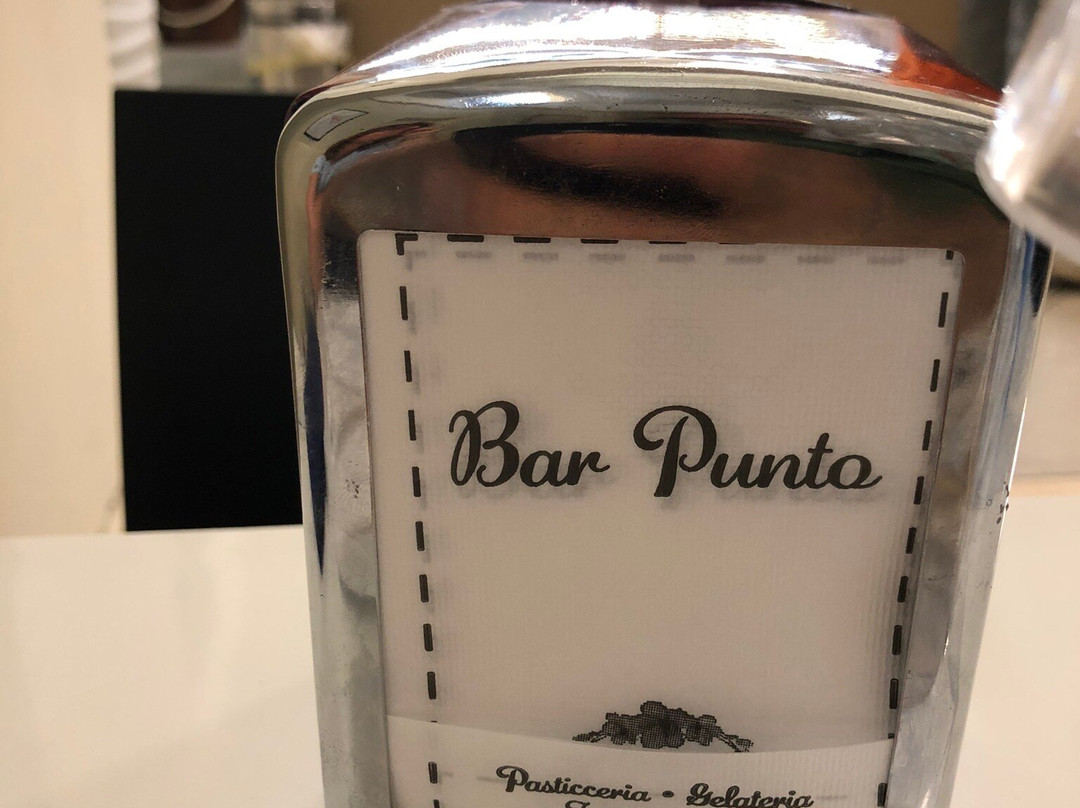 Bar Punto
Pasticceria • Gelateria